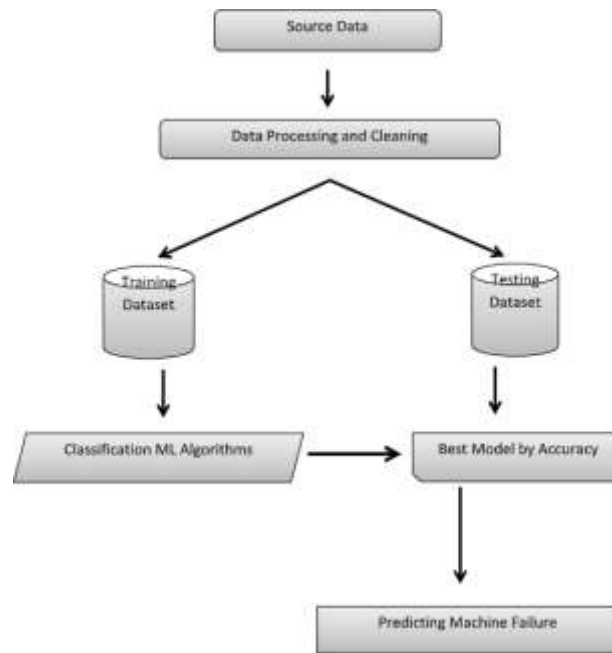 Source Data
Data Processing and Cleaning
Training
Dataset
Testing
Dataset
Classification ML Algorithms
Best Model by Accuracy
Predicting Machine Failure